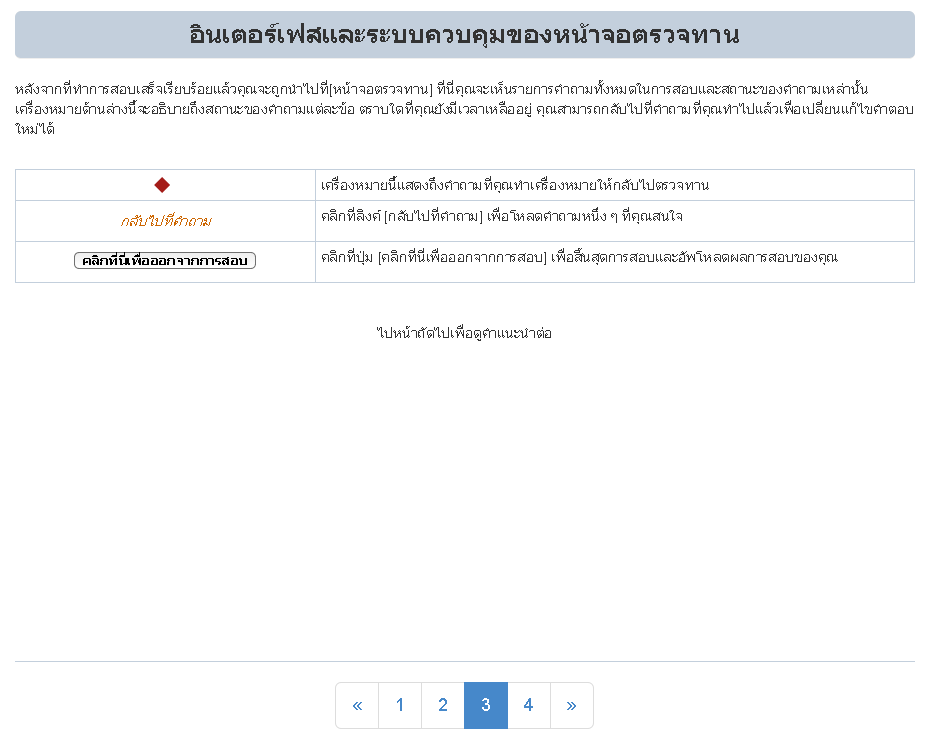 อินเตอร์เฟสและระบบควบคุมของหน้าจอตรวจทาน
หลังจากที่ทำการสอบเสร็จเรียบร้อยแล้วคุณจะถูกนำไปที่[หน้าจอตรวจทาน] ที่นี่คุณจะเห็นรายการคำถามทั้งหมดในการสอบและสถานะของคำถามเหล่านั้น
เครื่องหมายด้านล่างนี้จะอธิบายถึงสถานะของคำถามแต่ละข้อ ตราบใดที่คุณยังมีเวลาเหลืออยู่ คุณสามารถกลับไปที่คำถามที่คุณทำไปแล้วเพื่อเปลี่ยนแก้ไขคำตอบ
ใหม่ได้
เครื่องหมายนี้แสดงถึงคำถามที่คุณทำเครื่องหมายให้กลับไปตรวจทาน
กลับไปที่คำถาม
คลิกที่ลิงค์ [กลับไปที่คำถาม] เพื่อโหลดคำถามหนึ่ง ๆ ที่คุณสนใจ
คลิกที่นี่เพื่อออกจากการสอบ
คลิกที่ปุ่ม [คลิกที่นี่เพื่อออกจากการสอบ] เพื่อสิ้นสุดการสอบและอัพโหลดผลการสอบของคุณ
ไปหน้าถัดไปเพื่อดูคำแนะนำต่อ
« 1 2 3 4 »